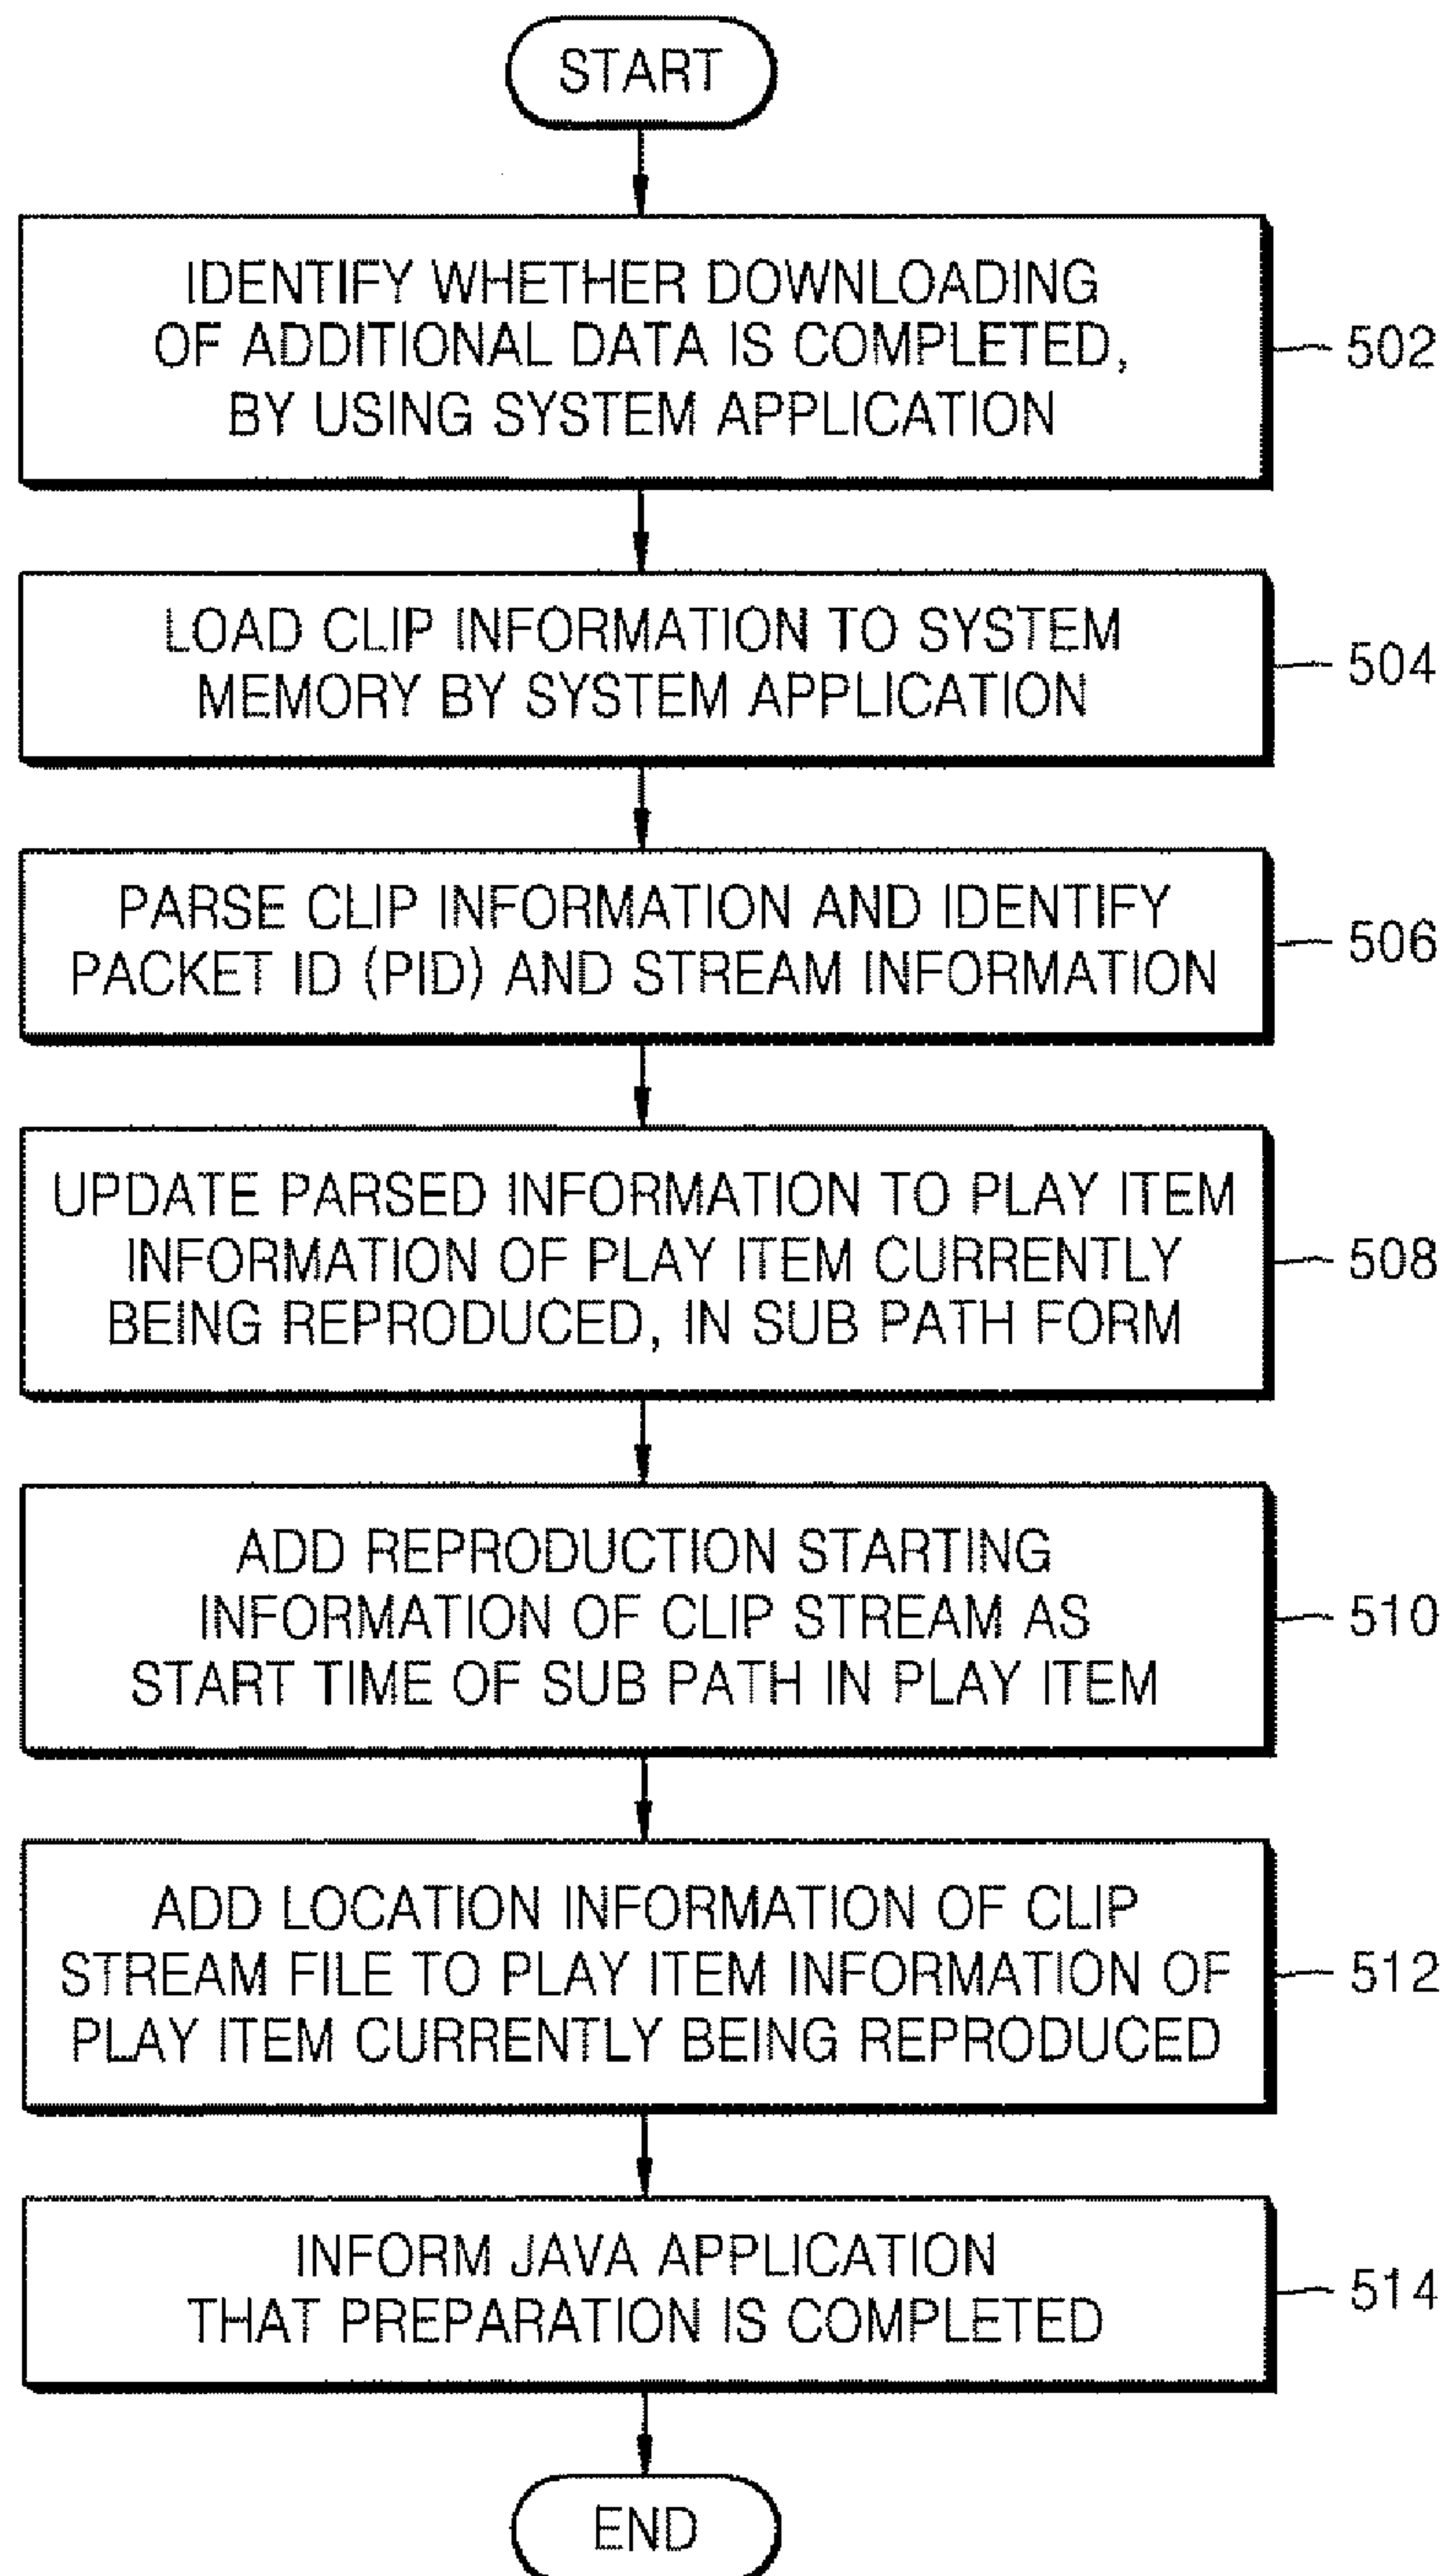 START
IDENTIFY WHETHER DOWNLOADING
OF ADDITIONAL DATA IS COMPLETED,
BY USING SYSTEM APPLICATION
502
LOAD CLIP INFORMATION TO SYSTEM
MEMORY BY SYSTEM APPLICATION
504
PARSE CLIP INFORMATION AND IDENTIFY
PACKET ID (PID) AND STREAM INFORMATION
506
UPDATE PARSED INFORMATION TO PLAY ITEM
INFORMATION OF PLAY ITEM CURRENTLY
BEING REPRODUCED, IN SUB PATH FORM
508
ADD REPRODUCTION STARTING
INFORMATION OF CLIP STREAM AS
START TIME OF SUB PATH IN PLAY ITEM
510
ADD LOCATION INFORMATION OF CLIP
STREAM FILE TO PLAY ITEM INFORMATION OF
PLAY ITEM CURRENTLY BEING REPRODUCED
512
INFORM JAVA APPLICATION
THAT PREPARATION IS COMPLETED
514
END